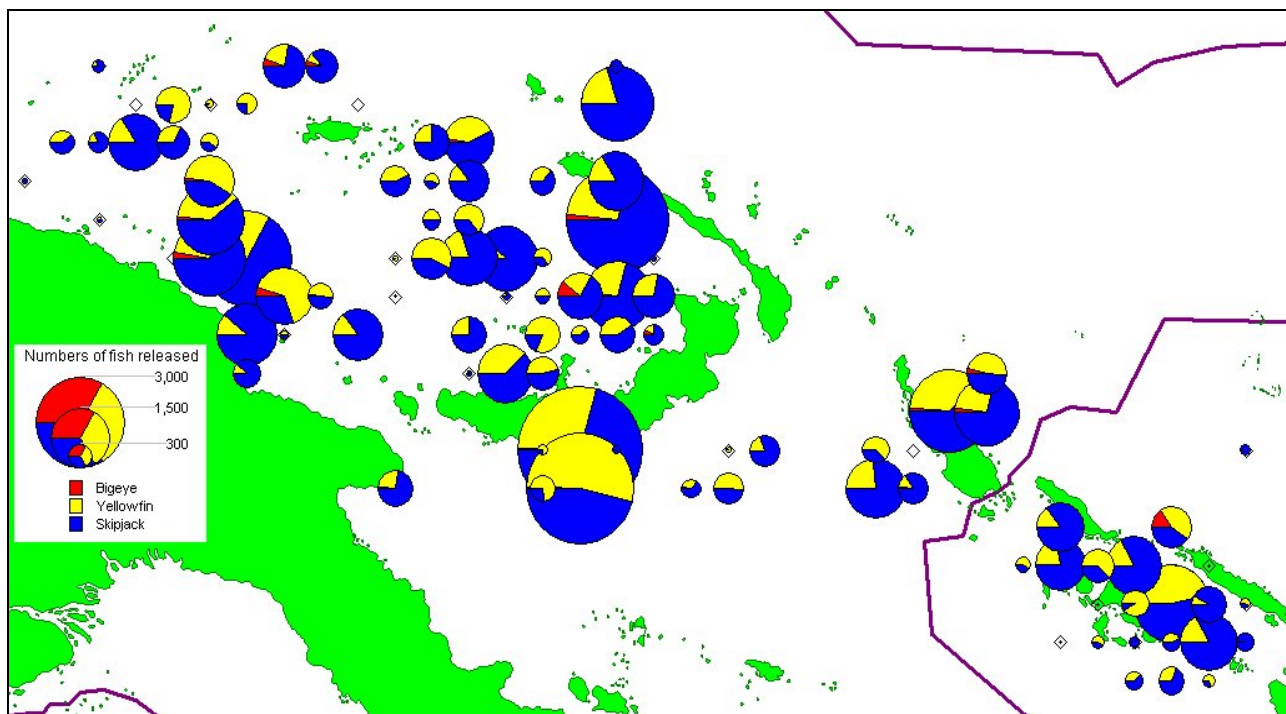 Numbers of fish released
3,000
1,500
300
Bigeye
Yellowfin
Skipjack